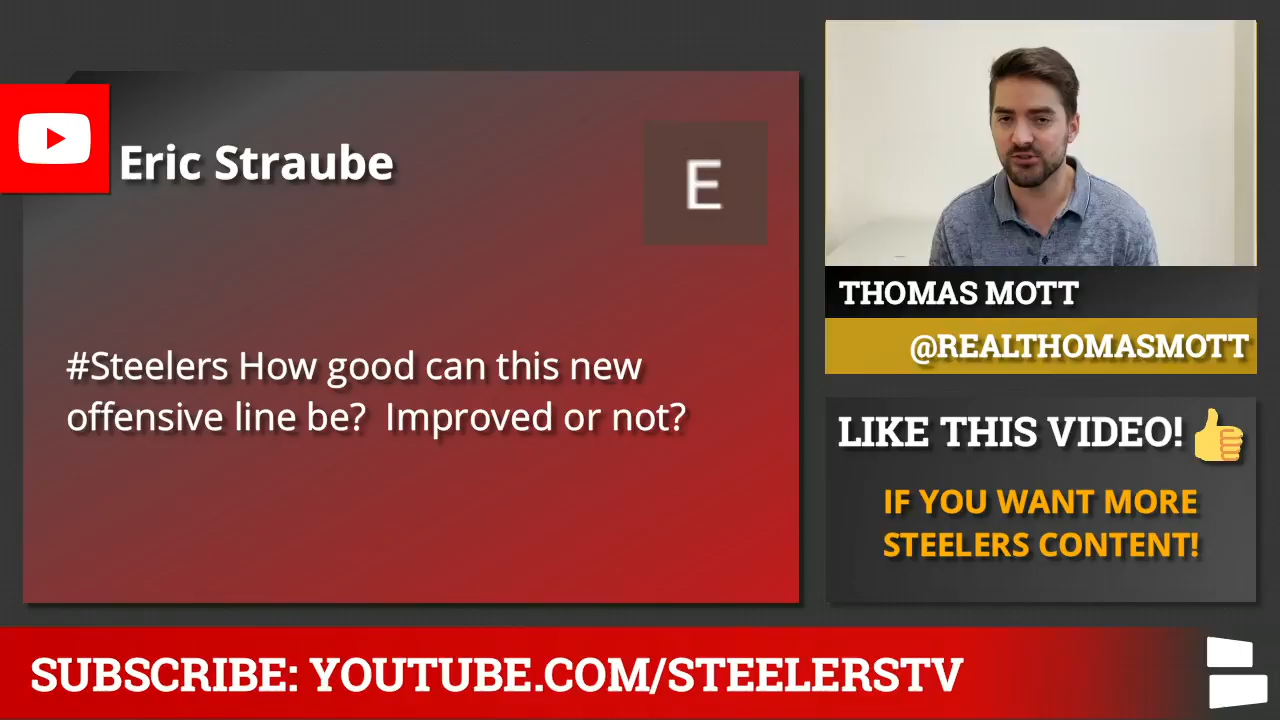 Eric Straube
E
#Steelers How good can this new
offensive line be?  Improved or not?
THOMAS MOTT
@REALTHOMASMOTT
LIKE THIS VIDEO!
IF YOU WANT MORE
STEELERS CONTENT!
SUBSCRIBE: YOUTUBE.COM/STEELERSTV